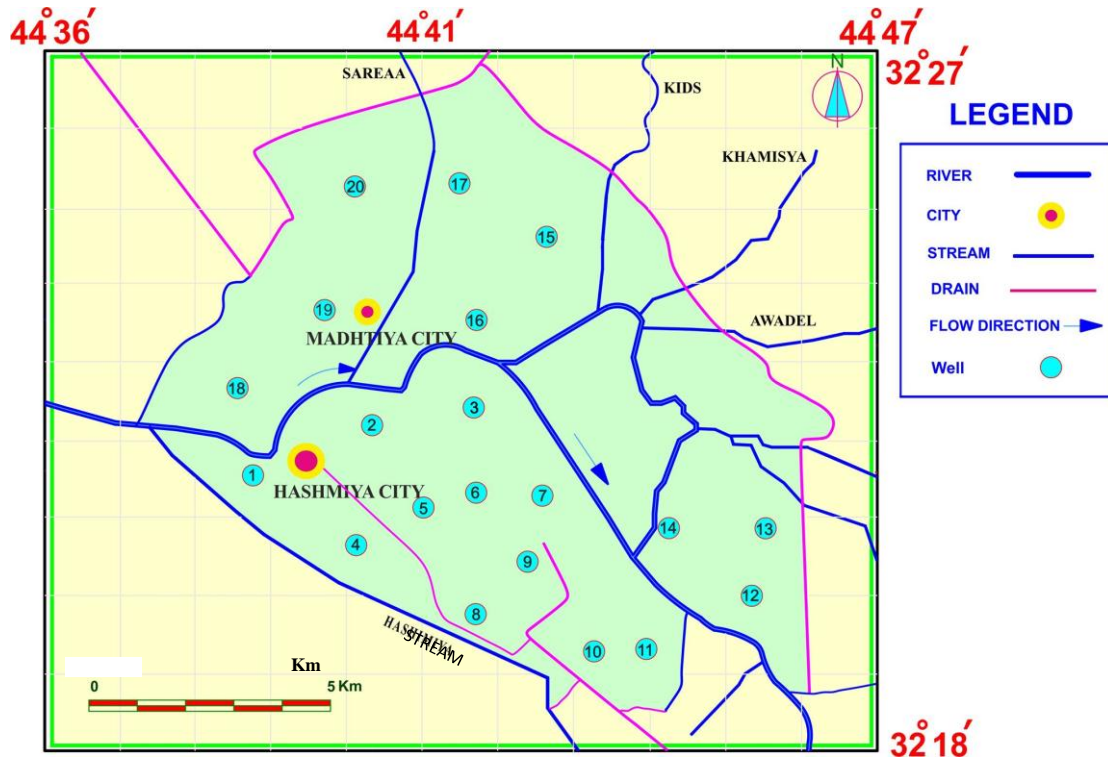 44°36′
44°41′
44°47′
32°27′
N
SAREAA
KIDS
KHAMISYA
LEGEND
RIVER
CITY
STREAM
DRAIN
FLOW DIRECTION
Well
20
17
15
19
16
MADHTIYA CITY
AWADEL
18
3
2
1
HASHMIYA CITY
6
7
5
14
13
4
9
12
8
HASHMIYA
STREAM
10
11
Km
0
5 Km
32°18′